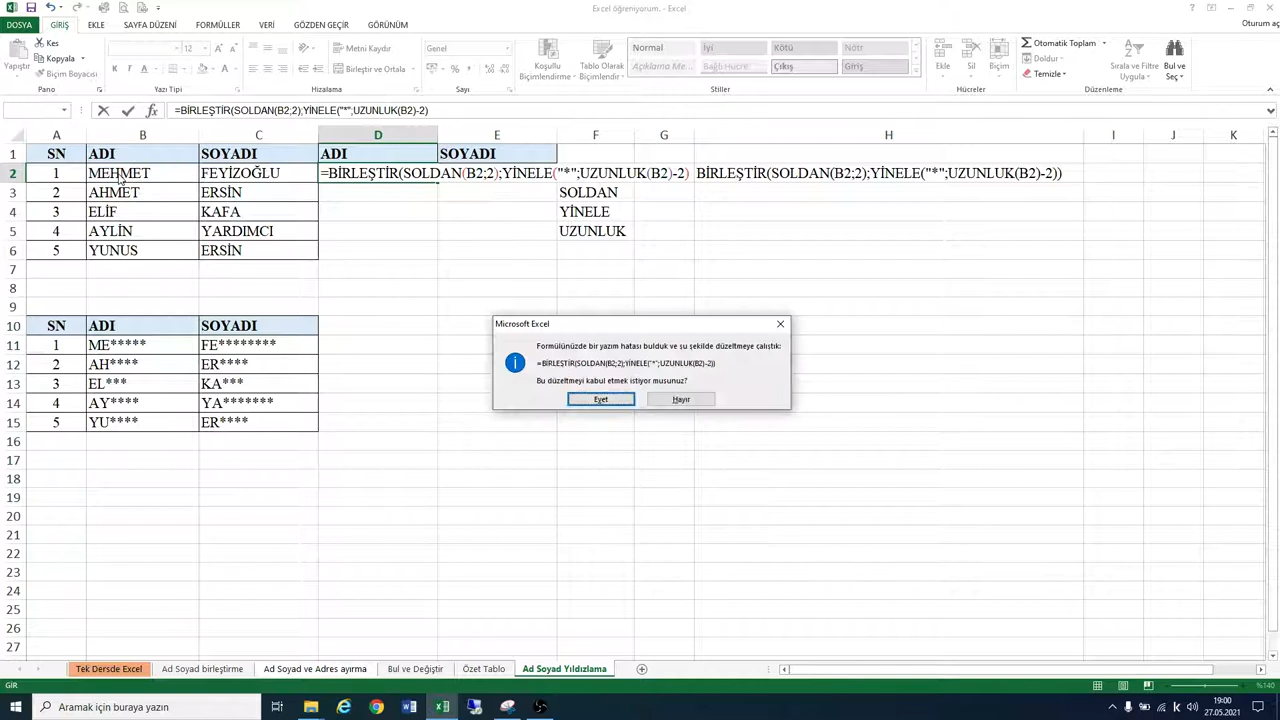 Excel öğreniyorum. - Excel
DOSYA GİRİŞ EKLE SAYFA DÜZENİ FORMÜLLER VERİ GÖZDEN GEÇİR GÖRÜNÜM Oturum aç
Yapıştır Kes Kopyala Biçim Boyacısı Pano
12 K T A Yazı Tipi
Metni Kaydır Birleştir ve Ortala Hizalama
Genel % Sayı
Koşullu Biçimlendirme Tablo Olarak Biçimlendir
Normal İyi Kötü Nötr
Açıklama Me... Bağlı Hücre Çıkış Giriş
Stiller
Ekle Sil Biçim Hücreler
Σ Otomatik Toplam Doldur Temizle Sırala ve Filtre Uygula Bul ve Seç Düzenleme
fx =BİRLEŞTİR(SOLDAN(B2;2);YİNELE("*";UZUNLUK(B2)-2)
A B C D E F G H I J K
1 SN ADI SOYADI ADI SOYADI
2 1 MEHMET FEYİZOĞLU =BİRLEŞTİR(SOLDAN(B2;2);YİNELE("*";UZUNLUK(B2)-2) BİRLEŞTİR(SOLDAN(B2;2);YİNELE("*";UZUNLUK(B2)-2))
3 2 AHMET ERSİN SOLDAN
4 3 ELİF KAFA YİNELE
5 4 AYLİN YARDIMCI UZUNLUK
6 5 YUNUS ERSİN
7
8
9
10 SN ADI SOYADI
11 1 ME***** FE********
12 2 AH**** ER****
13 3 EL*** KA***
14 4 AY**** YA*******
15 5 YU**** ER****
16
17
18
19
20
21
22
23
24
25
26
27
Microsoft Excel
Formülünüzde bir yazım hatası bulduk ve şu şekilde düzeltmeye çalıştık:
=BİRLEŞTİR(SOLDAN(B2;2);YİNELE("*";UZUNLUK(B2)-2))
Bu düzeltmeyi kabul etmek istiyor musunuz?
Evet Hayır
Tek Dersde Excel Ad Soyad birleştirme Ad Soyad ve Adres ayırma Bul ve Değiştir Özet Tablo Ad Soyad Yıldızlama
GİR %140
Aramak için buraya yazın
19:00
27.05.2021